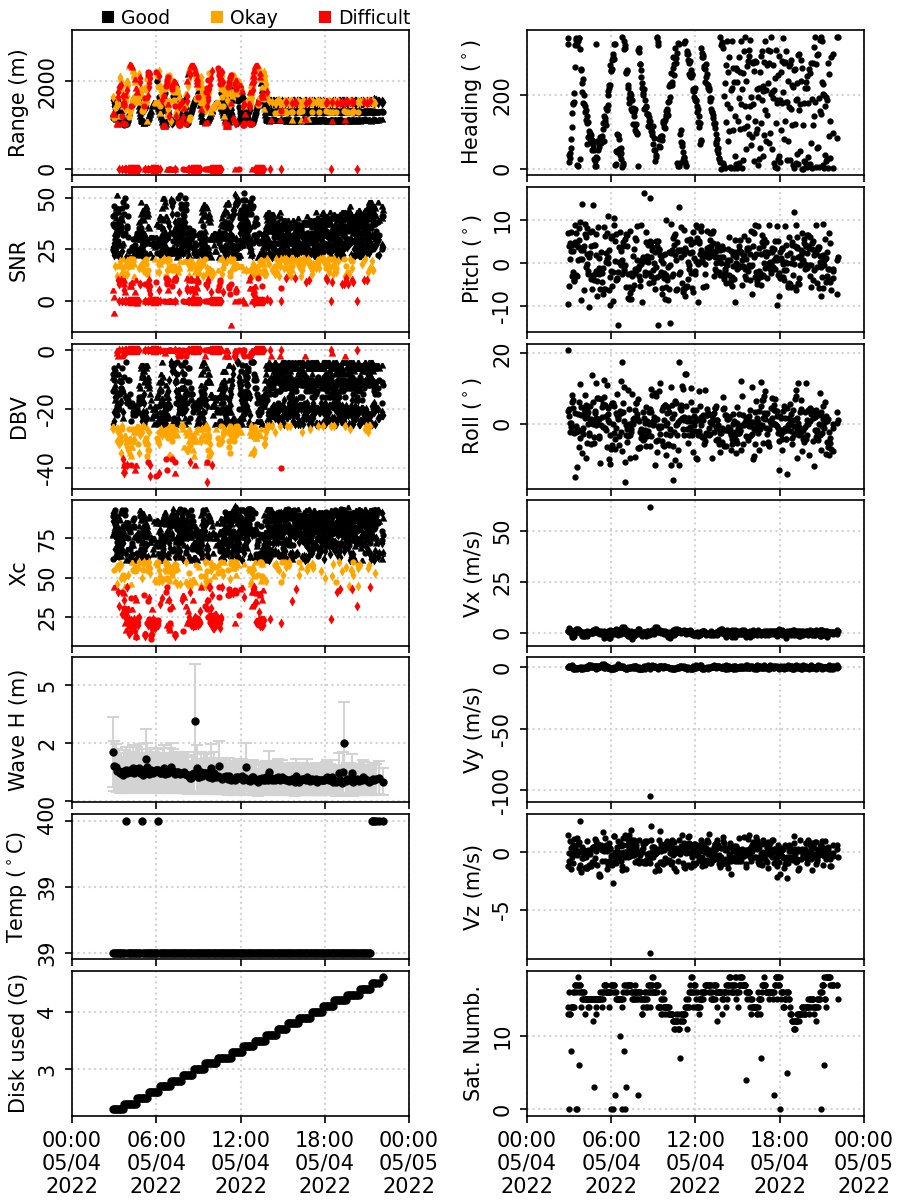 Good Okay Difficult
Range (m)
2000
0
Heading (°)
200
0
SNR
50
25
0
Pitch (°)
10
0
-10
DBV
0
-20
-40
Roll (°)
20
0
Xc
75
50
25
Vx (m/s)
50
25
0
Wave H (m)
5
2
0
Vy (m/s)
0
-50
-100
Temp (°C)
40
39
39
Vz (m/s)
0
-5
Disk used (G)
4
3
Sat. Numb.
10
0
00:00 06:00 12:00 18:00 00:00 00:00 06:00 12:00 18:00 00:00
05/04 05/04 05/04 05/04 05/05 05/04 05/04 05/04 05/04 05/05
2022 2022 2022 2022 2022 2022 2022 2022 2022 2022